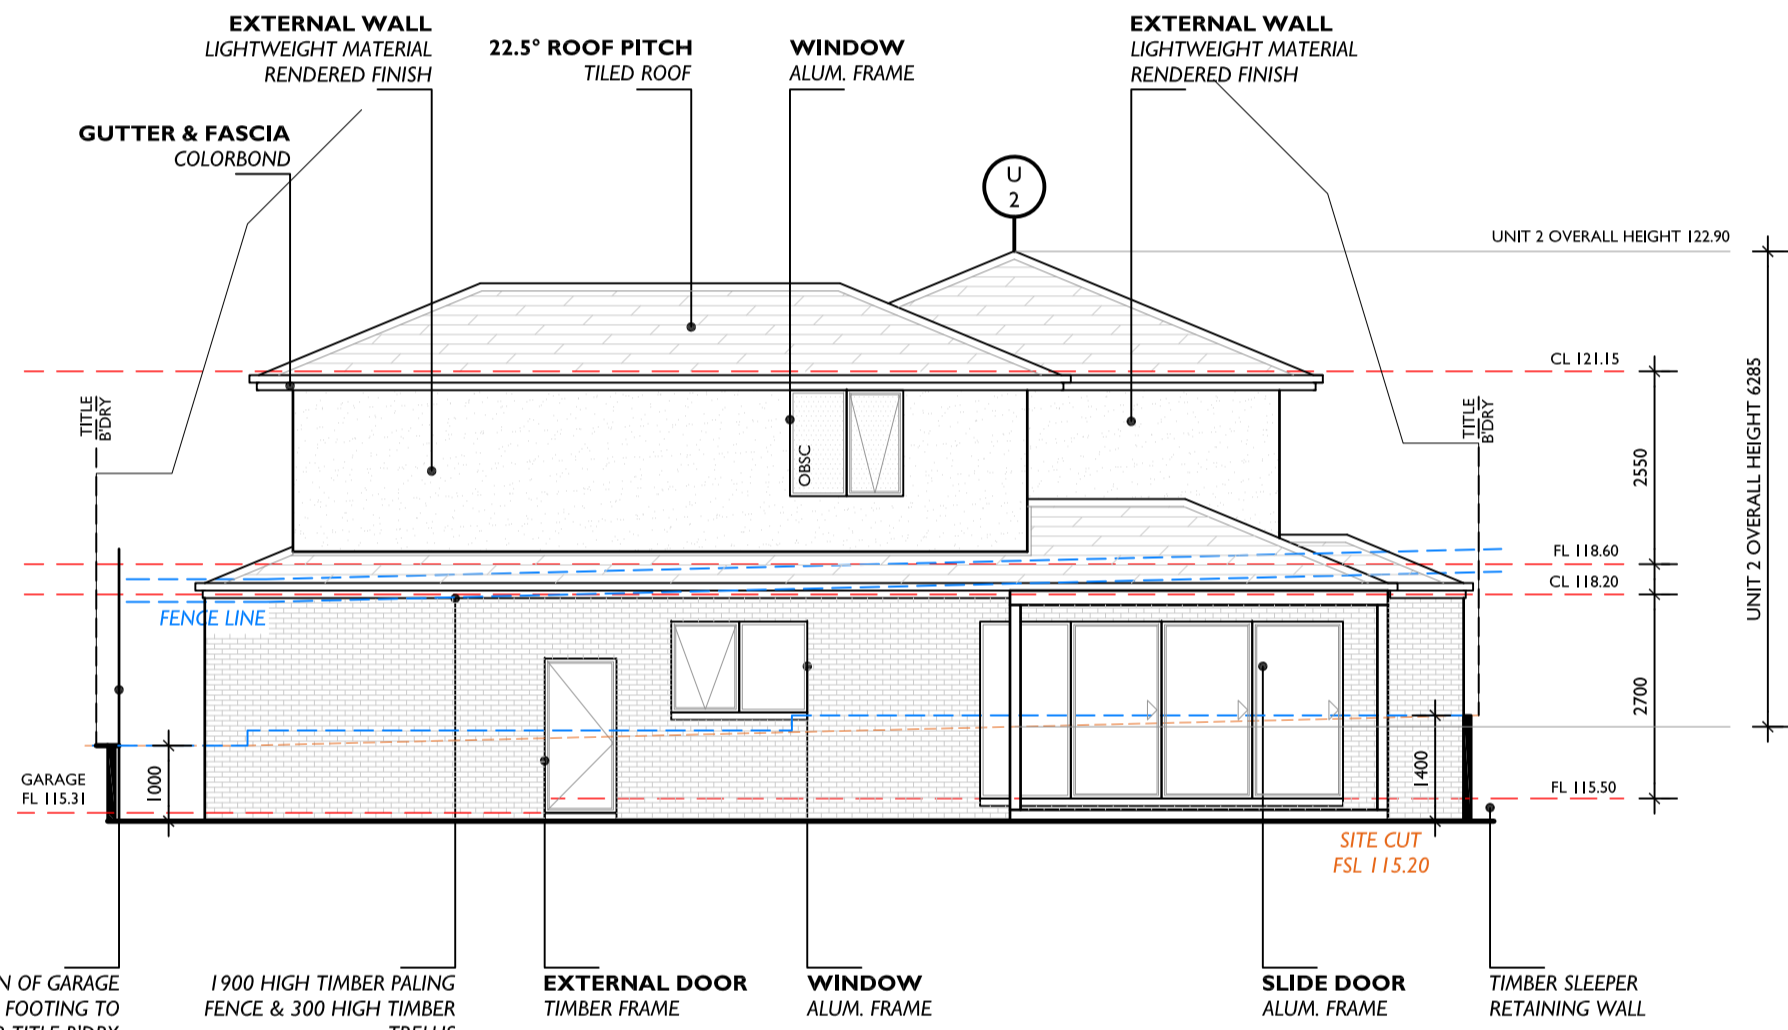 EXTERNAL WALL
LIGHTWEIGHT MATERIAL
RENDERED FINISH
22.5° ROOF PITCH
TILED ROOF
WINDOW
ALUM. FRAME
EXTERNAL WALL
LIGHTWEIGHT MATERIAL
RENDERED FINISH
GUTTER & FASCIA
COLORBOND
U
2
UNIT 2 OVERALL HEIGHT 122.90
CL 121.15
TITLE
B'DRY
TITLE
B'DRY
OBSC
2550
UNIT 2 OVERALL HEIGHT 6285
FL 118.60
CL 118.20
FENCE LINE
2700
GARAGE
FL 115.31
1000
1400
FL 115.50
SITE CUT
FSL 115.20
OF GARAGE
FOOTING TO
TITLE B'DRY
1900 HIGH TIMBER PALING
FENCE & 300 HIGH TIMBER
TRELLIS
EXTERNAL DOOR
TIMBER FRAME
WINDOW
ALUM. FRAME
SLIDE DOOR
ALUM. FRAME
TIMBER SLEEPER
RETAINING WALL